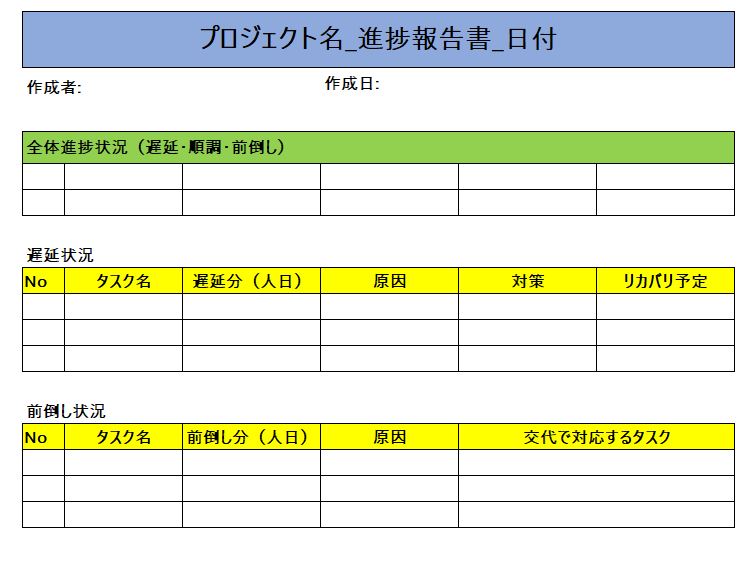 プロジェクト名_進捗報告書_日付
作成者: 作成日:
全体進捗状況（遅延・順調・前倒し）
遅延状況
No タスク名 遅延分（人日） 原因 対策 リカバリ予定
前倒し状況
No タスク名 前倒し分（人日） 原因 交代で対応するタスク